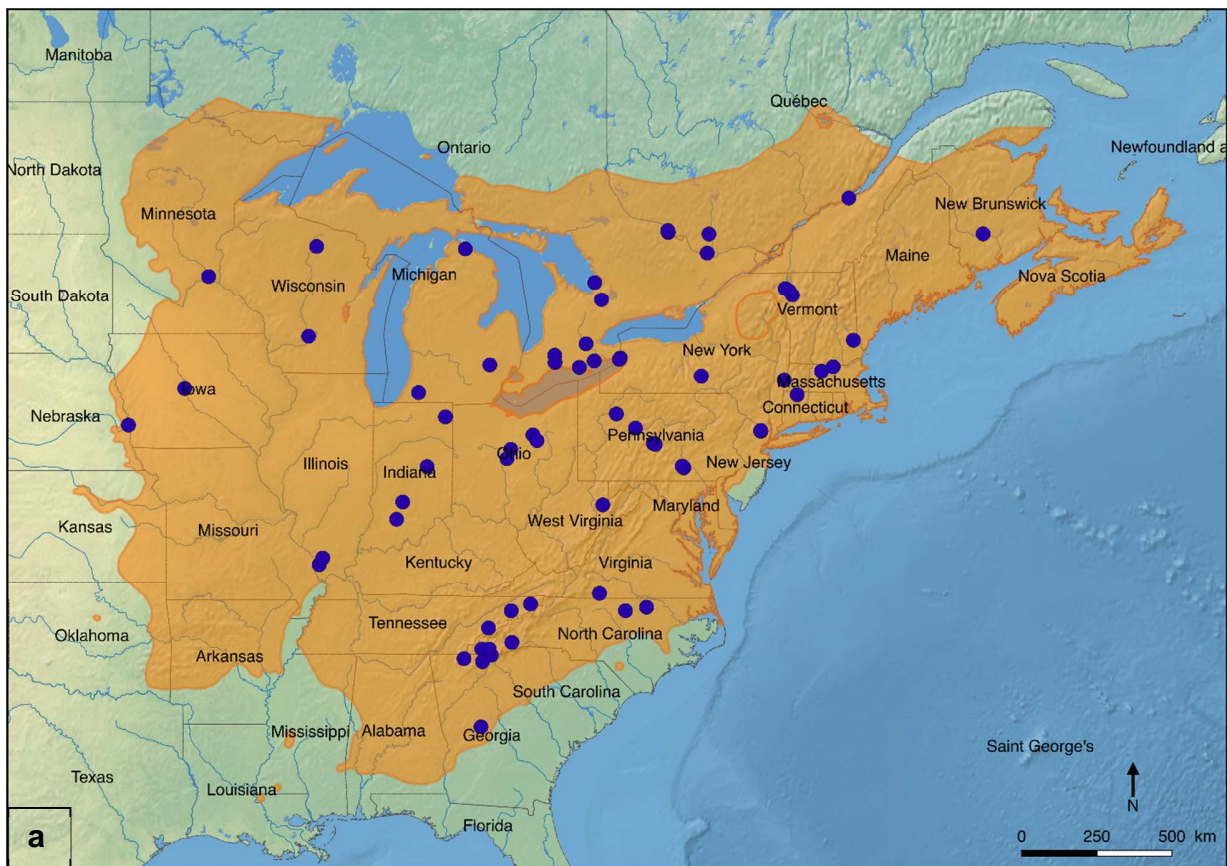 Manitoba
Québec
Ontario
Newfoundland a
North Dakota
Minnesota
New Brunswick
Maine
Michigan
Nova Scotia
Wisconsin
South Dakota
Vermont
New York
Iowa
Massachusetts
Connecticut
Nebraska
Pennsylvania
Ohio
Illinois
New Jersey
Indiana
Maryland
West Virginia
Kansas
Missouri
Kentucky
Virginia
Tennessee
North Carolina
Oklahoma
Arkansas
South Carolina
Mississippi
Alabama
Georgia
Saint George's
Texas
Louisiana
N
Florida
a
0 250 500 km